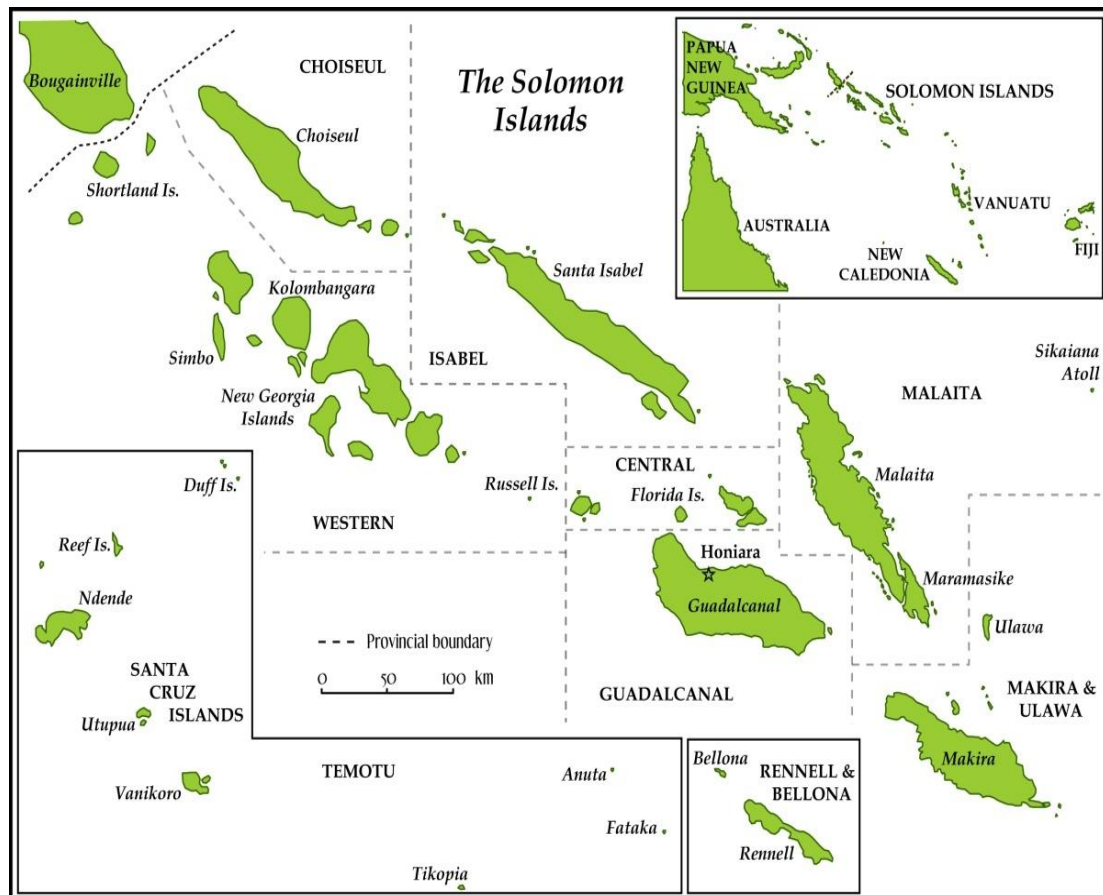 The Solomon
Islands
CHOISEUL
Bougainville
Choiseul
Shortland Is.
PAPUA
NEW
GUINEA
SOLOMON ISLANDS
VANUATU
AUSTRALIA
FIJI
NEW
CALEDONIA
Santa Isabel
Kolombangara
Simbo
ISABEL
New Georgia
Islands
Sikaiana
Atoll
MALAITA
Malaita
CENTRAL
Russell Is.
Florida Is.
WESTERN
Honiara
Guadalcanal
Maramasike
Ulawa
Duff Is.
Reef Is.
Ndende
SANTA
CRUZ
ISLANDS
Utupua
Vanikoro
Provincial boundary
0 50 100 km
GUADALCANAL
MAKIRA &
ULAWA
Makira
TEMOTU
Anuta
Fataka
Tikopia
Bellona
RENNELL &
BELLONA
Rennell